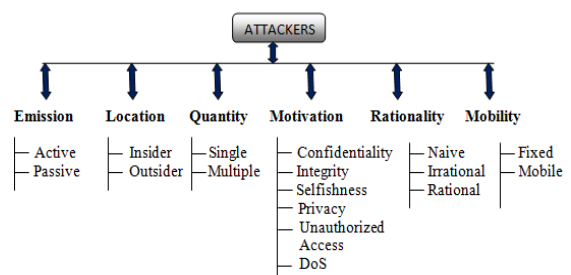 ATTACKERS
Emission
Location
Quantity
Motivation
Rationality
Mobility
Active
Passive
Insider
Outsider
Single
Multiple
Confidentiality
Integrity
Selfishness
Privacy
Unauthorized
Access
DoS
Naive
Irrational
Rational
Fixed
Mobile